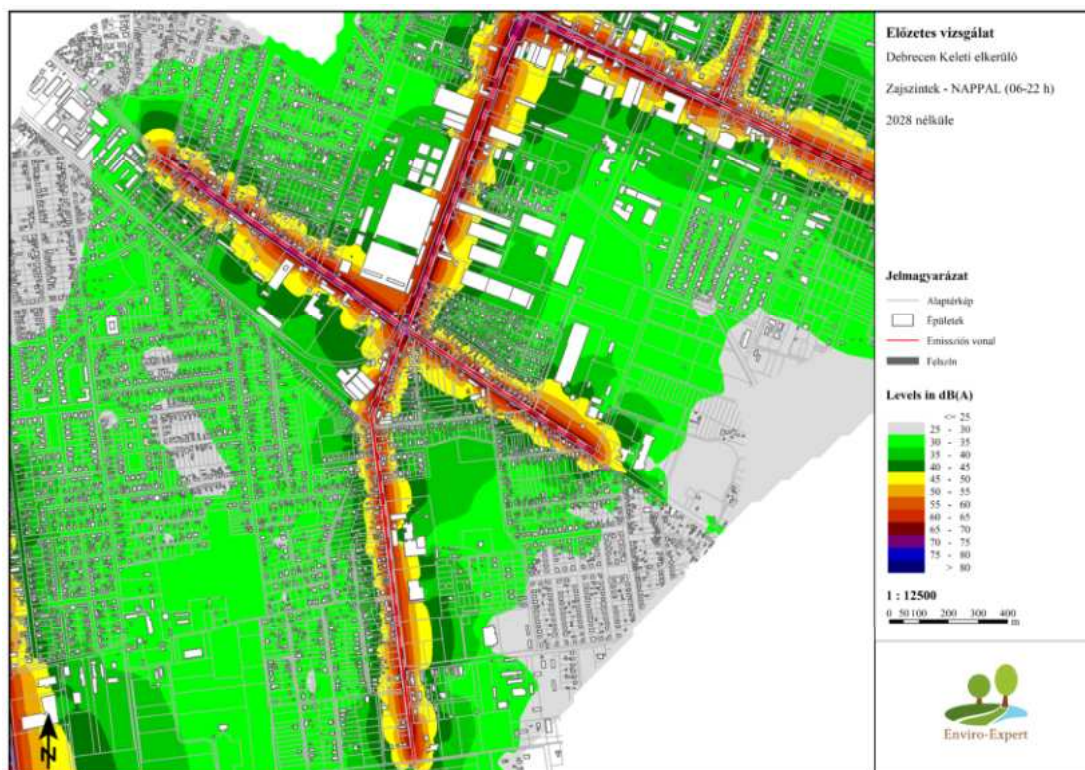 Előzetes vizsgálat
Debrecen Keleti elkerülő
Zajszintek - NAPPAL (06-22 h)
2028 nélküle
Jelmagyarázat
Alaptérkép
Épületek
Emissziós vonal
Felszín
Levels in dB(A)
<= 25
25 - 30
30 - 35
35 - 40
40 - 45
45 - 50
50 - 55
55 - 60
60 - 65
65 - 70
70 - 75
75 - 80
> 80
1 : 12500
0 50 100 200 300 400
m
Enviro-Expert
N